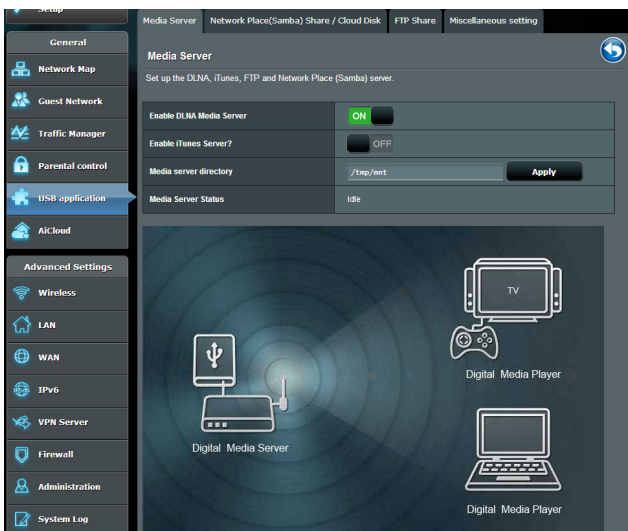 Setup
General
Network Map
Guest Network
Traffic Manager
Parental control
USB application
AiCloud
Advanced Settings
Wireless
LAN
WAN
IPv6
VPN Server
Firewall
Administration
System Log
Media Server
Network Place(Samba) Share / Cloud Disk
FTP Share
Miscellaneous setting
Media Server
Set up the DLNA, iTunes, FTP and Network Place (Samba) server.
Enable DLNA Media Server
ON
Enable iTunes Server?
OFF
Media server directory
/tmp/mnt
Apply
Media Server Status
Idle
TV
Digital Media Player
Digital Media Server
Digital Media Player